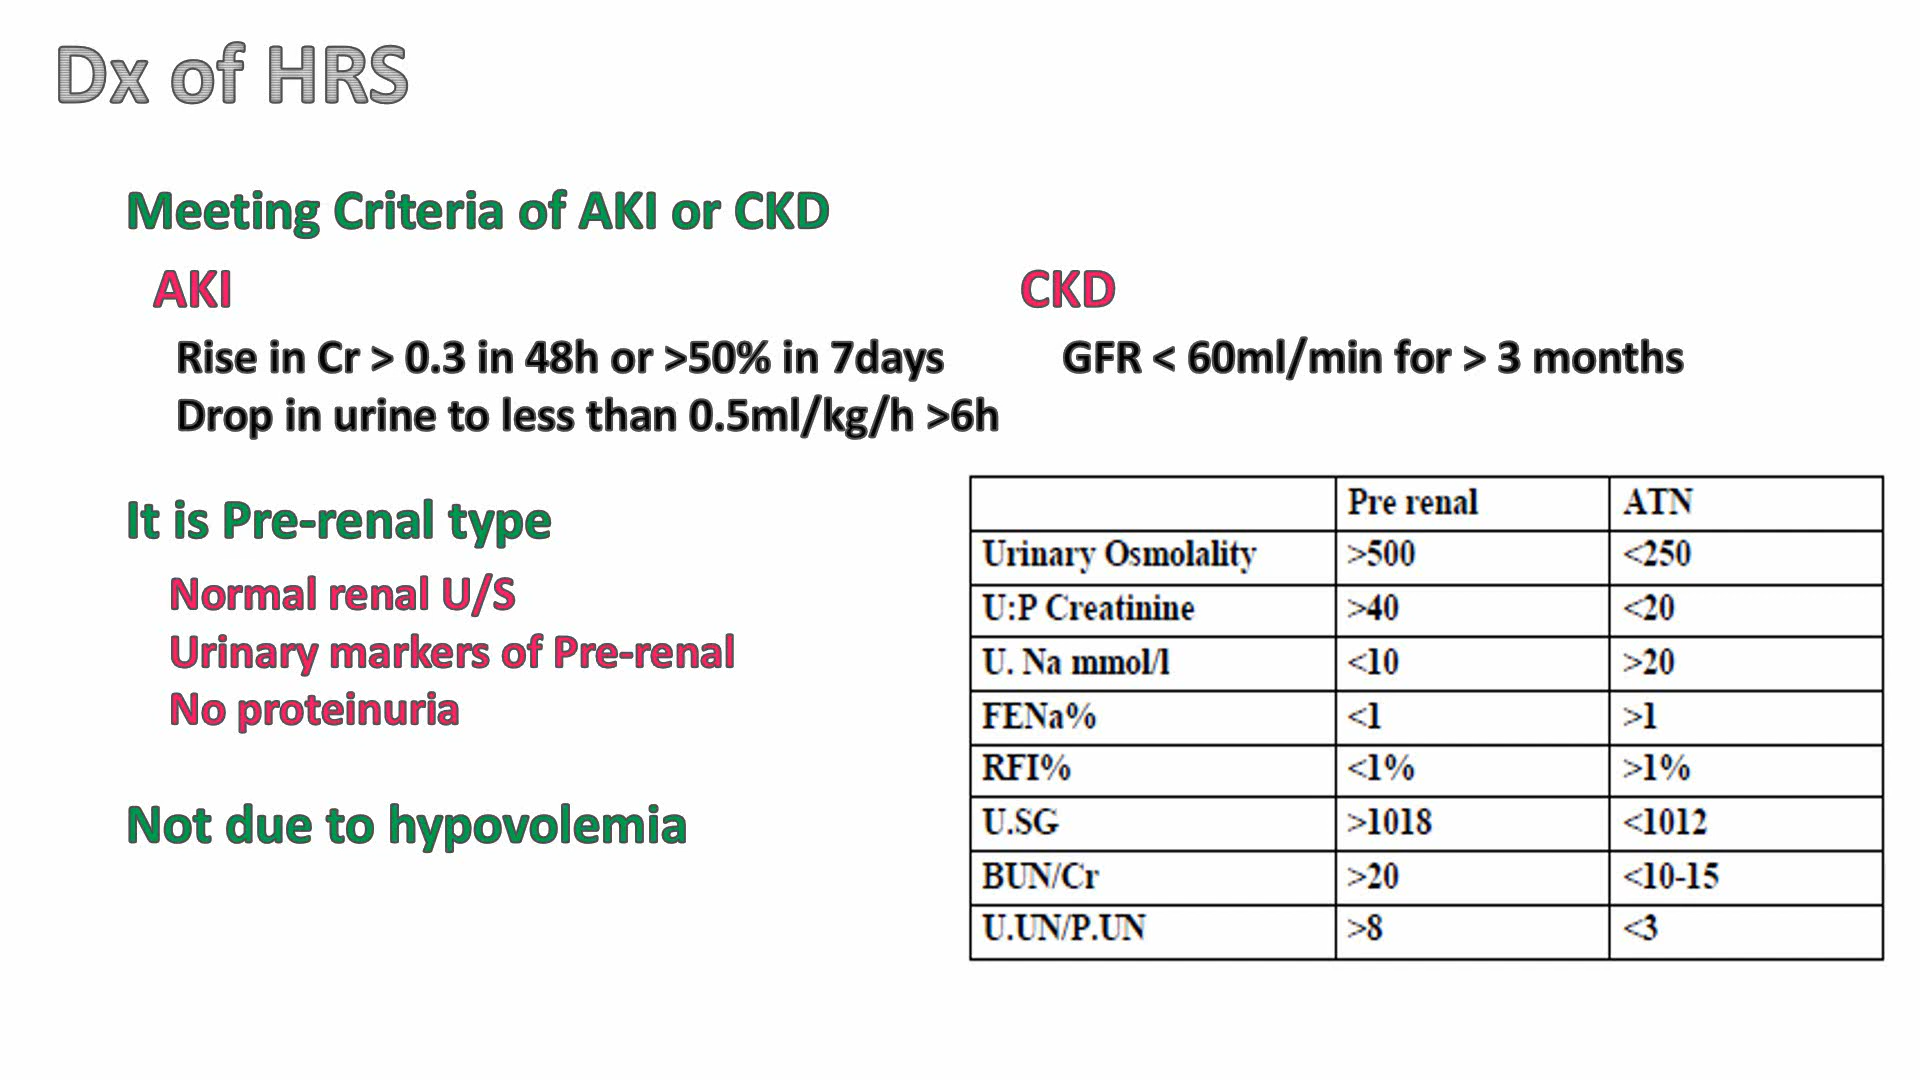 Dx of HRS
Meeting Criteria of AKI or CKD
AKI
CKD
Rise in Cr > 0.3 in 48h or >50% in 7days
GFR < 60ml/min for > 3 months
Drop in urine to less than 0.5ml/kg/h >6h
It is Pre-renal type
Normal renal U/S
Urinary markers of Pre-renal
No proteinuria
Not due to hypovolemia
Pre renal ATN
Urinary Osmolality >500 <250
U:P Creatinine >40 <20
U. Na mmol/l <10 >20
FENa% <1 >1
RFI% <1% >1%
U.SG >1018 <1012
BUN/Cr >20 <10-15
U.UN/P.UN >8 <3